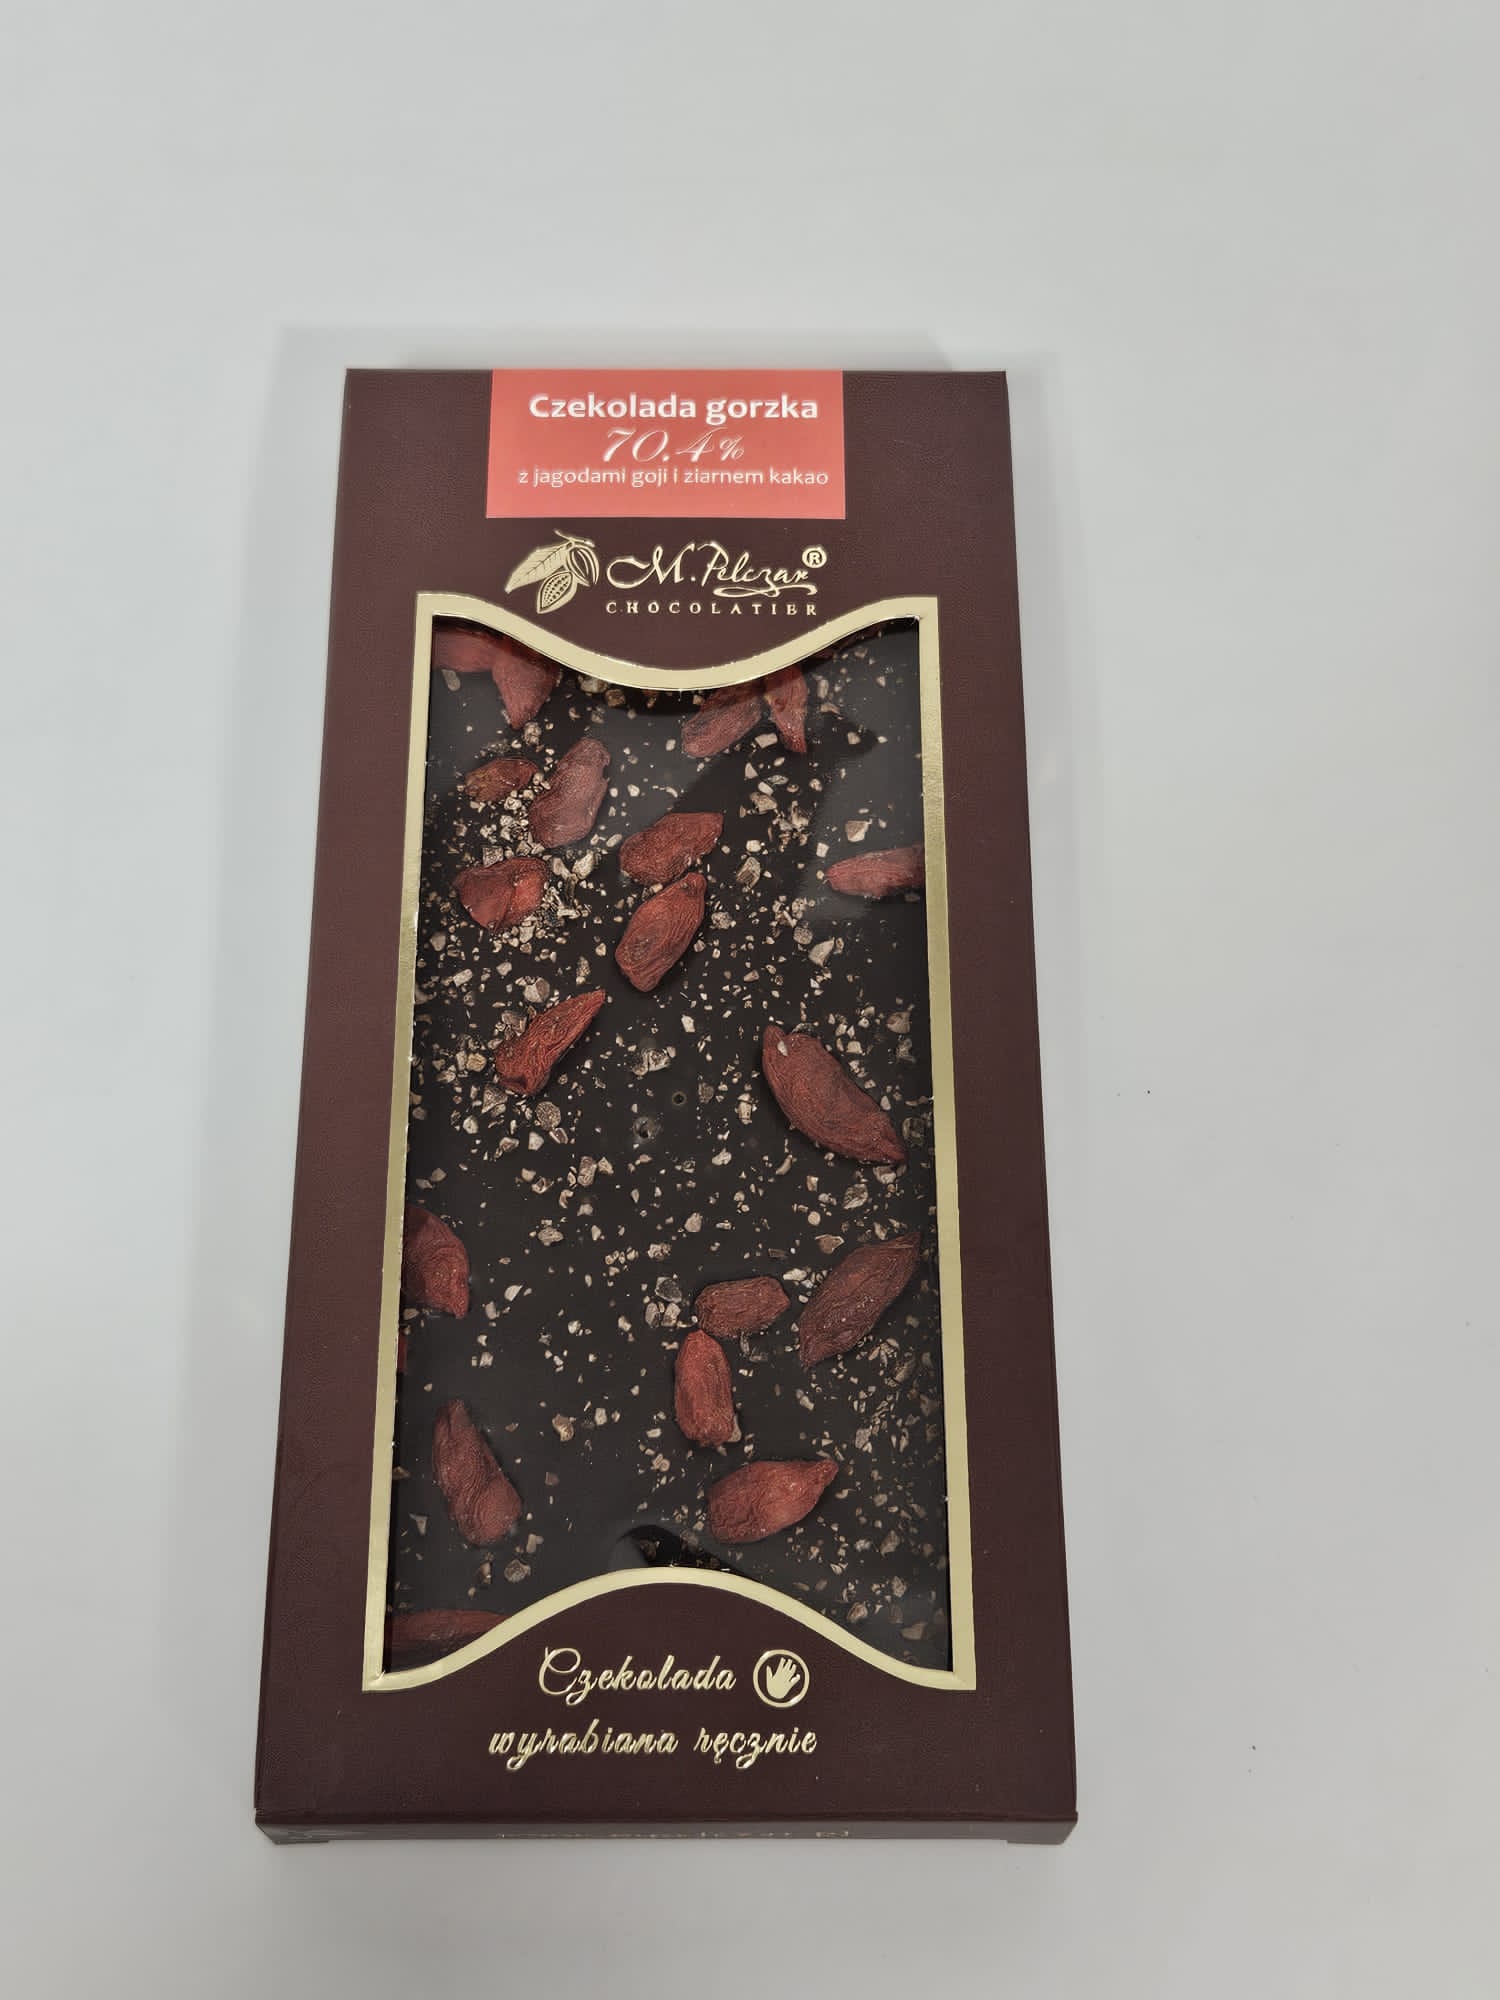 Czekolada gorzka
70.4%
z jagodami goji i ziarnem kakao
M. Pelczar®
CHOCOLATIER
Czekolada
wyrabiana ręcznie